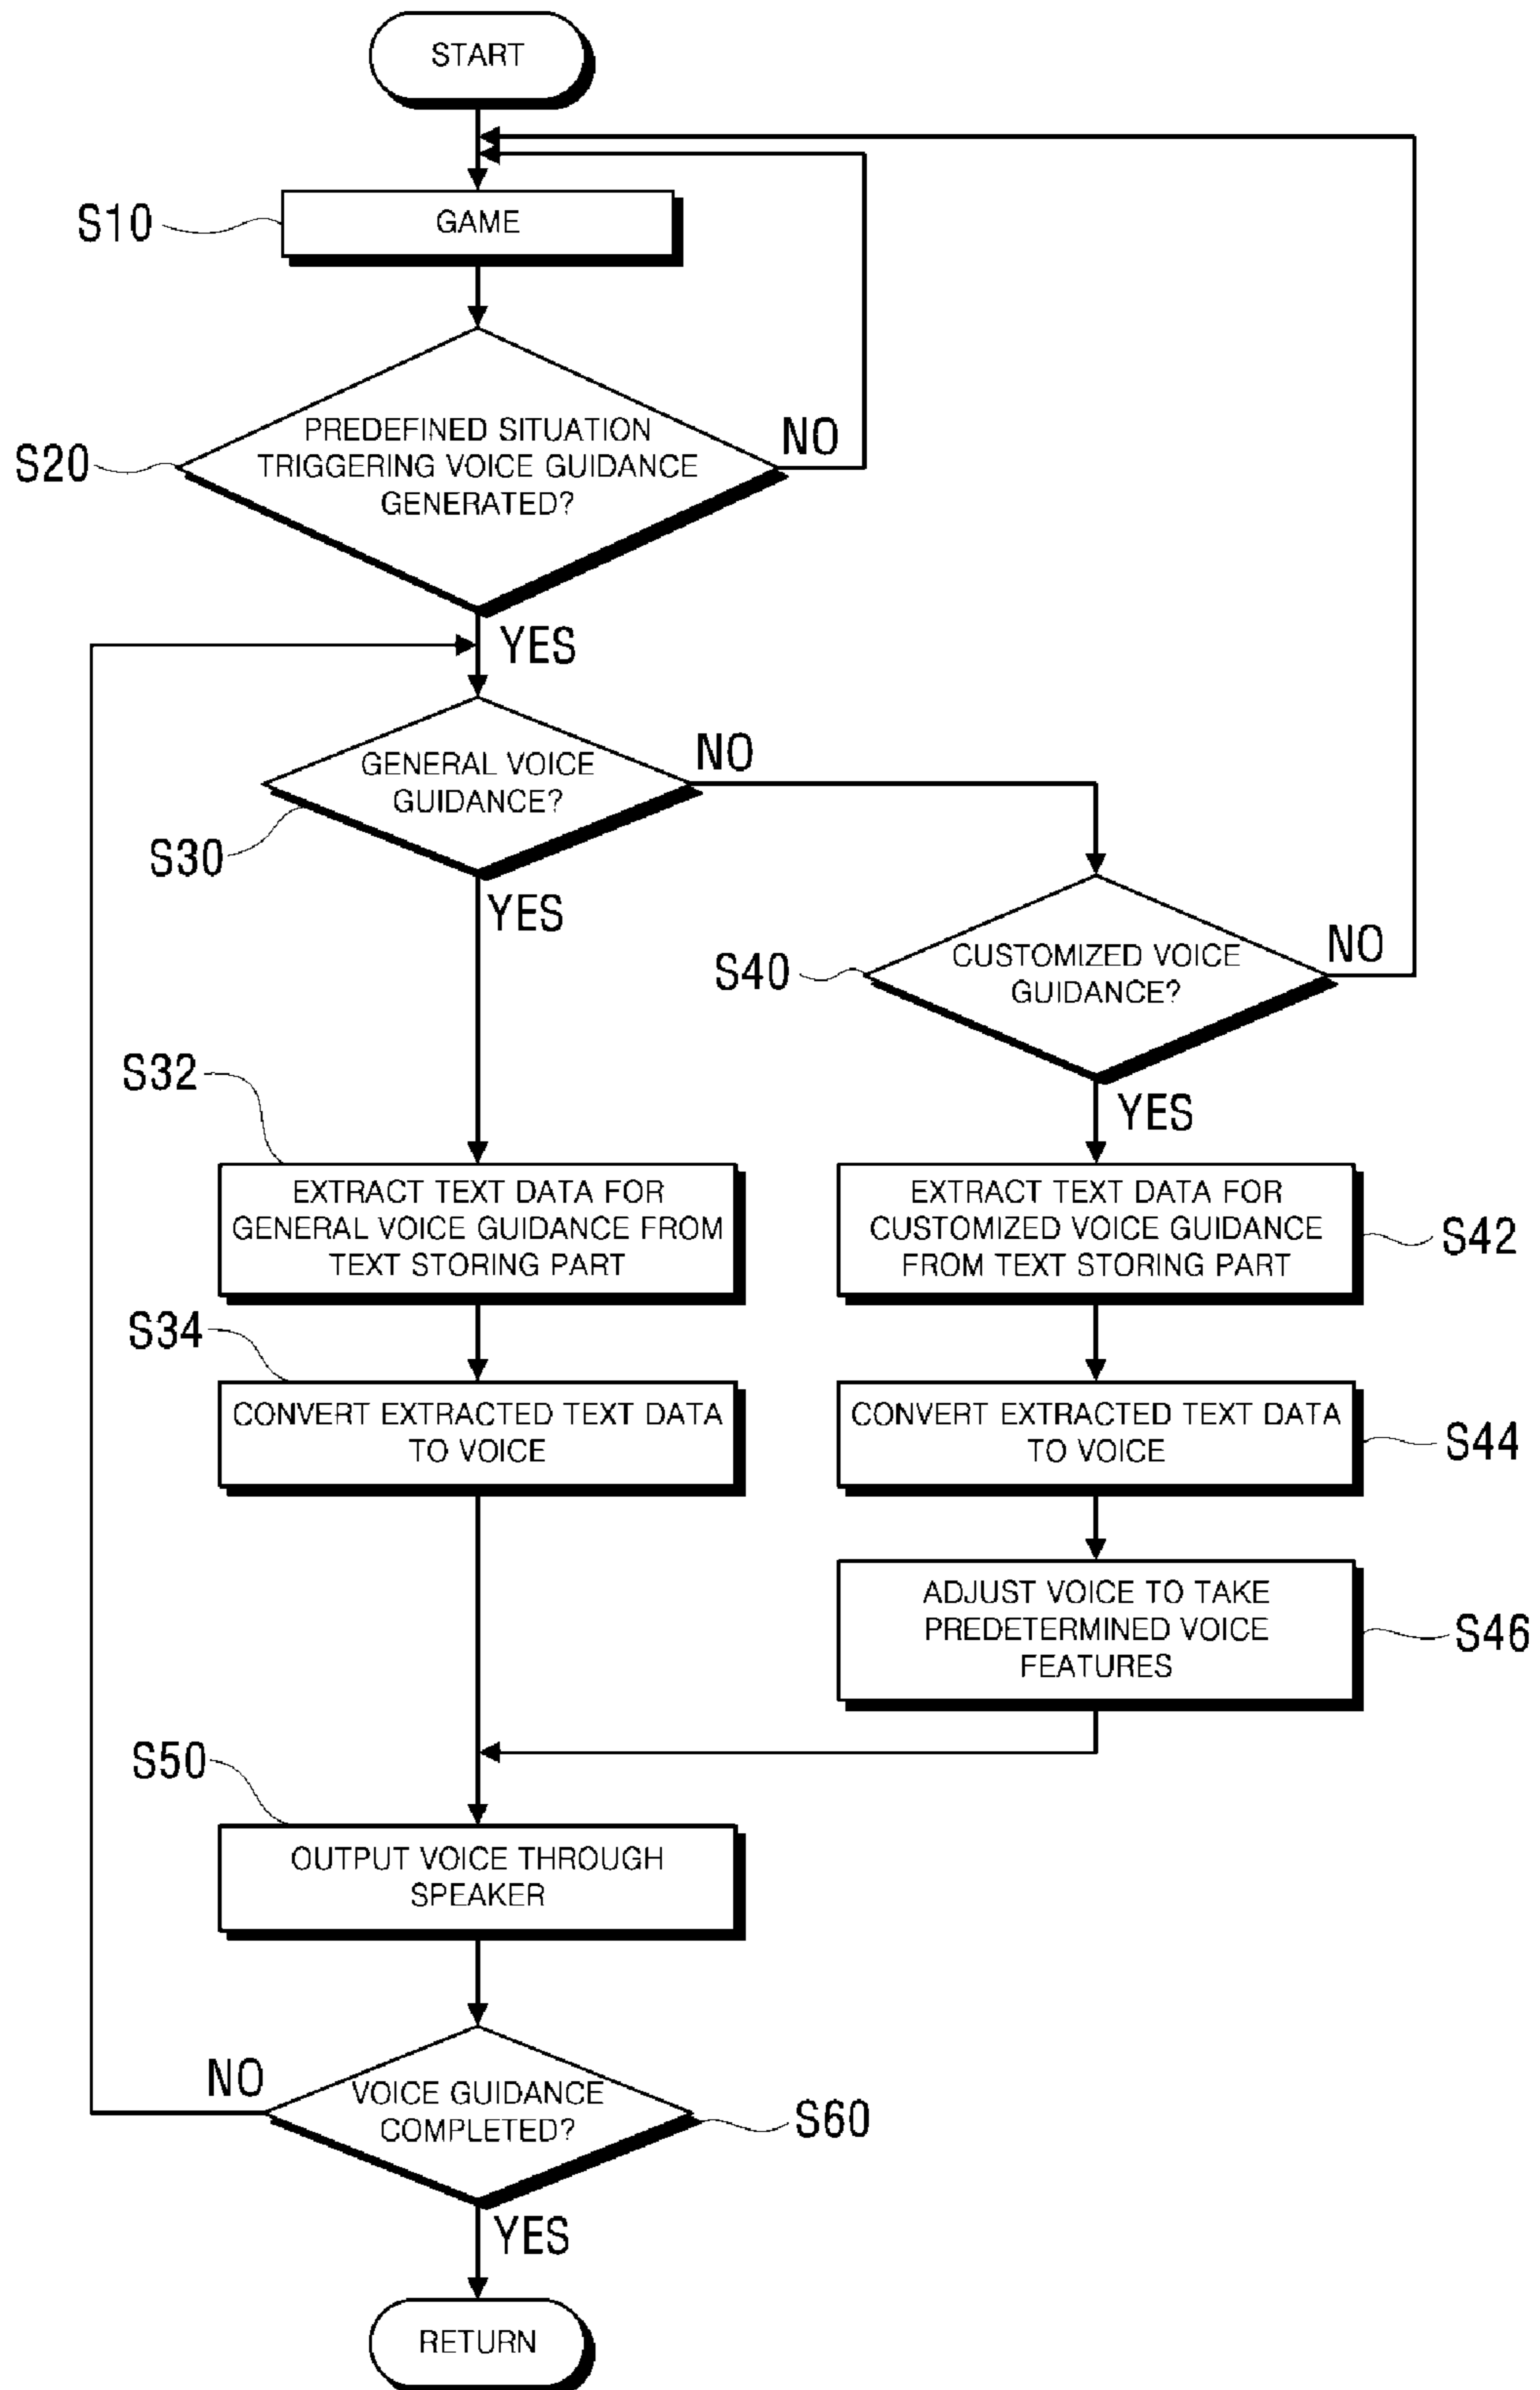 START
S10
GAME
S20
PREDEFINED SITUATION
TRIGGERING VOICE GUIDANCE
GENERATED?
NO
YES
S30
GENERAL VOICE
GUIDANCE?
NO
YES
S40
CUSTOMIZED VOICE
GUIDANCE?
NO
YES
S32
EXTRACT TEXT DATA FOR
GENERAL VOICE GUIDANCE FROM
TEXT STORING PART
EXTRACT TEXT DATA FOR
CUSTOMIZED VOICE GUIDANCE
FROM TEXT STORING PART
S42
S34
CONVERT EXTRACTED TEXT DATA
TO VOICE
CONVERT EXTRACTED TEXT DATA
TO VOICE
S44
ADJUST VOICE TO TAKE
PREDETERMINED VOICE
FEATURES
S46
S50
OUTPUT VOICE THROUGH
SPEAKER
NO
VOICE GUIDANCE
COMPLETED?
S60
YES
RETURN